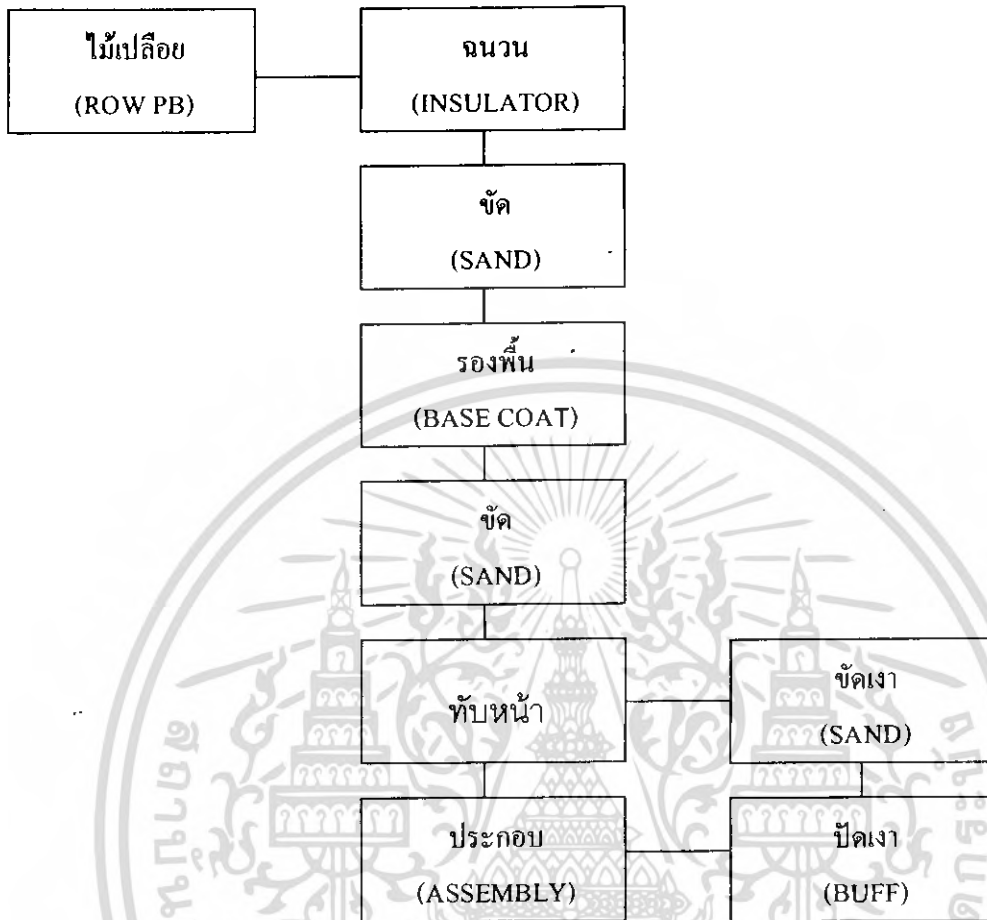 ไม้เปลือย
(ROW PB)
ฉนวน
(INSULATOR)
ขัด
(SAND)
รองพื้น
(BASE COAT)
ขัด
(SAND)
ทับหน้า
ขัดเงา
(SAND)
ประกอบ
(ASSEMBLY)
ปัดเงา
(BUFF)